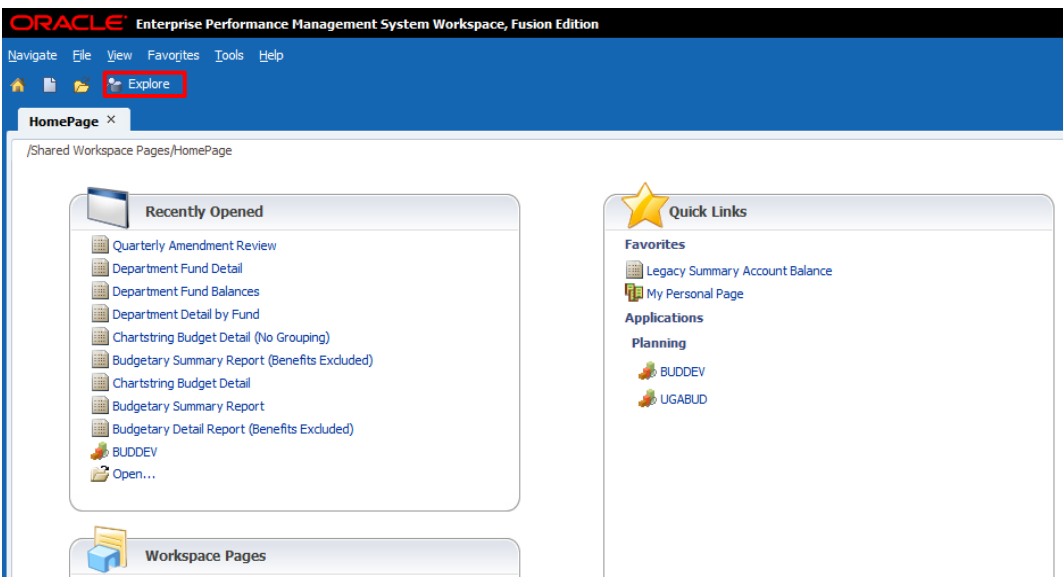 ORACLE Enterprise Performance Management System Workspace, Fusion Edition
Navigate File View Favorites Tools Help
Explore
HomePage ×
/Shared Workspace Pages/HomePage
Recently Opened
Quarterly Amendment Review
Department Fund Detail
Department Fund Balances
Department Detail by Fund
Chartstring Budget Detail (No Grouping)
Budgetary Summary Report (Benefits Excluded)
Chartstring Budget Detail
Budgetary Summary Report
Budgetary Detail Report (Benefits Excluded)
BUDDEV
Open...
Workspace Pages
Quick Links
Favorites
Legacy Summary Account Balance
My Personal Page
Applications
Planning
BUDDEV
UGABUD